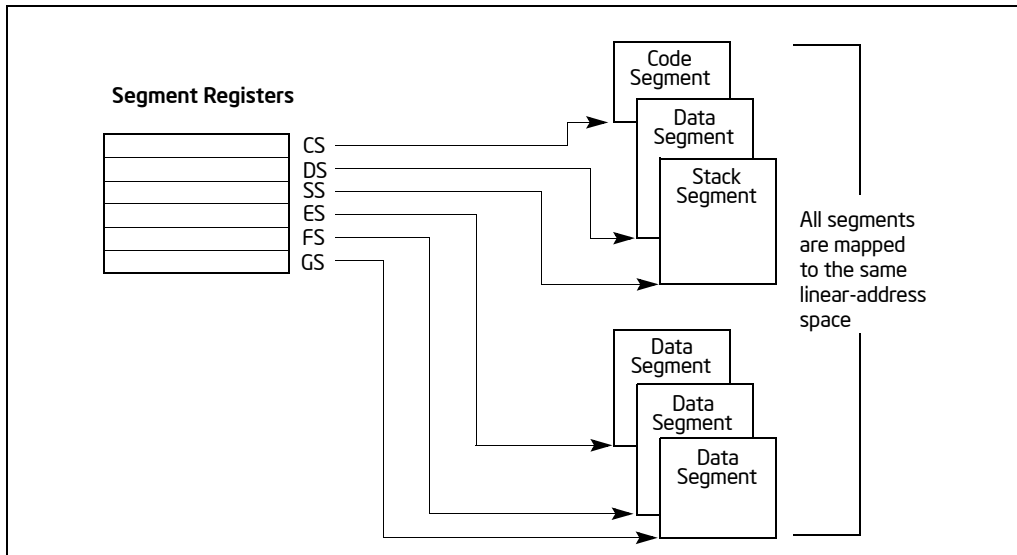 Segment Registers
CS
DS
SS
ES
FS
GS
Code
Segment
Data
Segment
Stack
Segment
Data
Segment
Data
Segment
Data
Segment
All segments
are mapped
to the same
linear-address
space